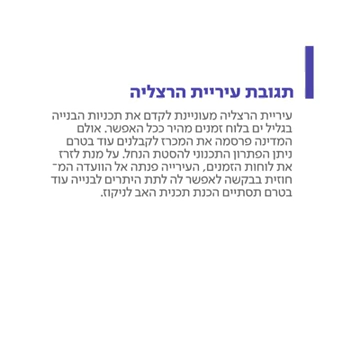 תגובת עיריית הרצליה
עיריית הרצליה מעוניינת לקדם את תכניות הבנייה
בגליל ים בלוח זמנים מהיר ככל האפשר. אולם
המדינה פרסמה את המכרז לקבלנים עוד בטרם
ניתן הפתרון התכנוני להסטת הנחל. על מנת לזרז
את לוחות הזמנים, העירייה פנתה אל הוועדה המ־
חוזית בבקשה לאפשר לה לתת היתרים לבנייה עוד
בטרם תסתיים הכנת תכנית האב לניקוז.